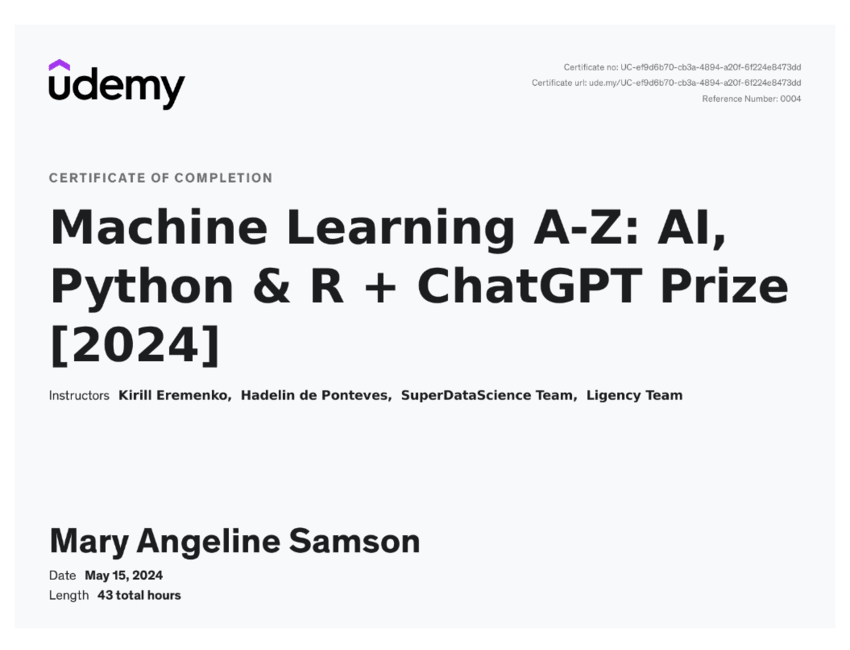 udemy
Certificate no: UC-ef9d6b70-cb3a-4894-a20f-6f224e8473dd
Certificate url: ude.my/UC-ef9d6b70-cb3a-4894-a20f-6f224e8473dd
Reference Number: 0004
CERTIFICATE OF COMPLETION
Machine Learning A-Z: AI,
Python & R + ChatGPT Prize
[2024]
Instructors Kirill Eremenko, Hadelin de Ponteves, SuperDataScience Team, Ligency Team
Mary Angeline Samson
Date May 15, 2024
Length 43 total hours